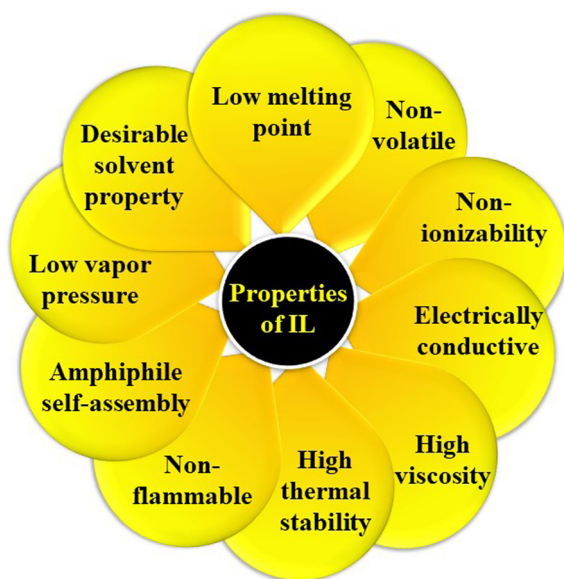 Low melting
point
Non-
volatile
Non-
ionizability
Electrically
conductive
High
viscosity
High
thermal
stability
Non-
flammable
Amphiphile
self-assembly
Low vapor
pressure
Desirable
solvent
property
Properties
of IL